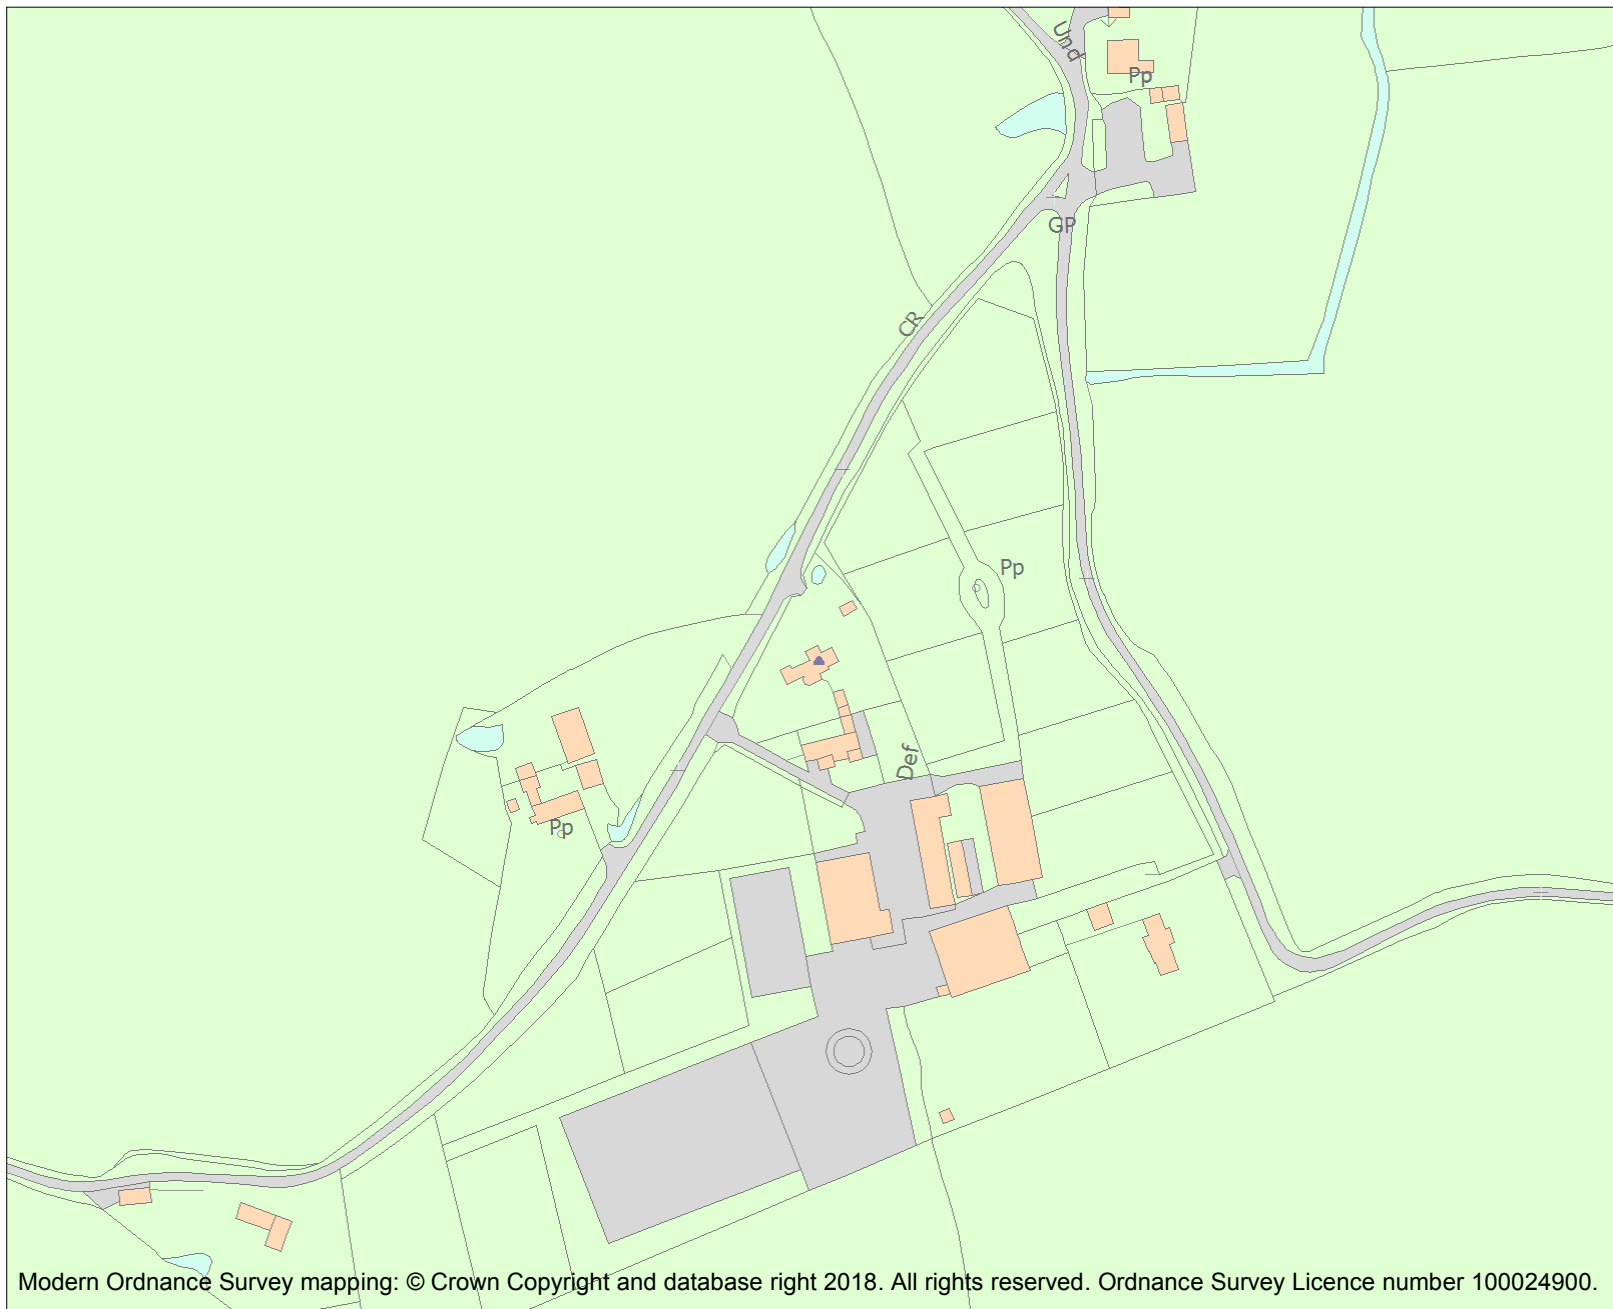 Und
Pp
GP
CR
Pp
Def
Pp
Modern Ordnance Survey mapping: © Crown Copyright and database right 2018. All rights reserved. Ordnance Survey Licence number 100024900.